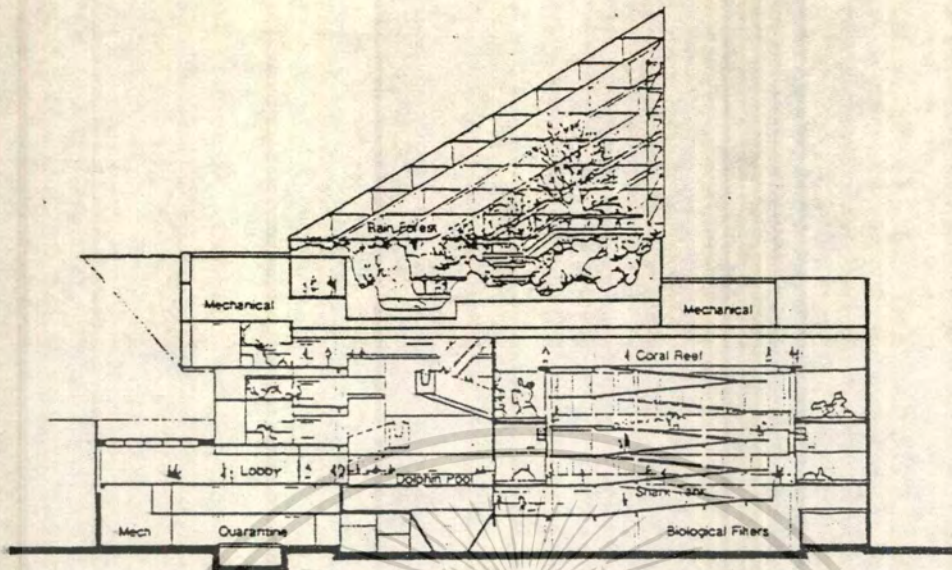 Rain Forest
Mechanical
Mechanical
Coral Reef
LOBBY
Dolphin Pool
Shark Tank
Mech
Quarantine
Biological Filters